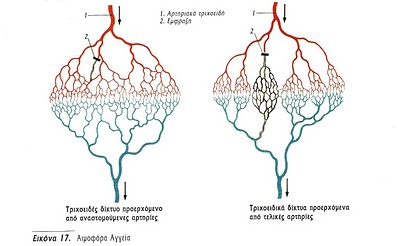 1
1. Αρτηριακά τριχοειδή
2. Εμφραξη
2
1
2
Τριχοειδές δίκτυο προερχόμενο
από αναστομούμενες αρτηρίες
Τριχοειδικά δίκτυα προερχόμενα
από τελικές αρτηρίες
Εικόνα 17. Αιμοφόρα Αγγεία